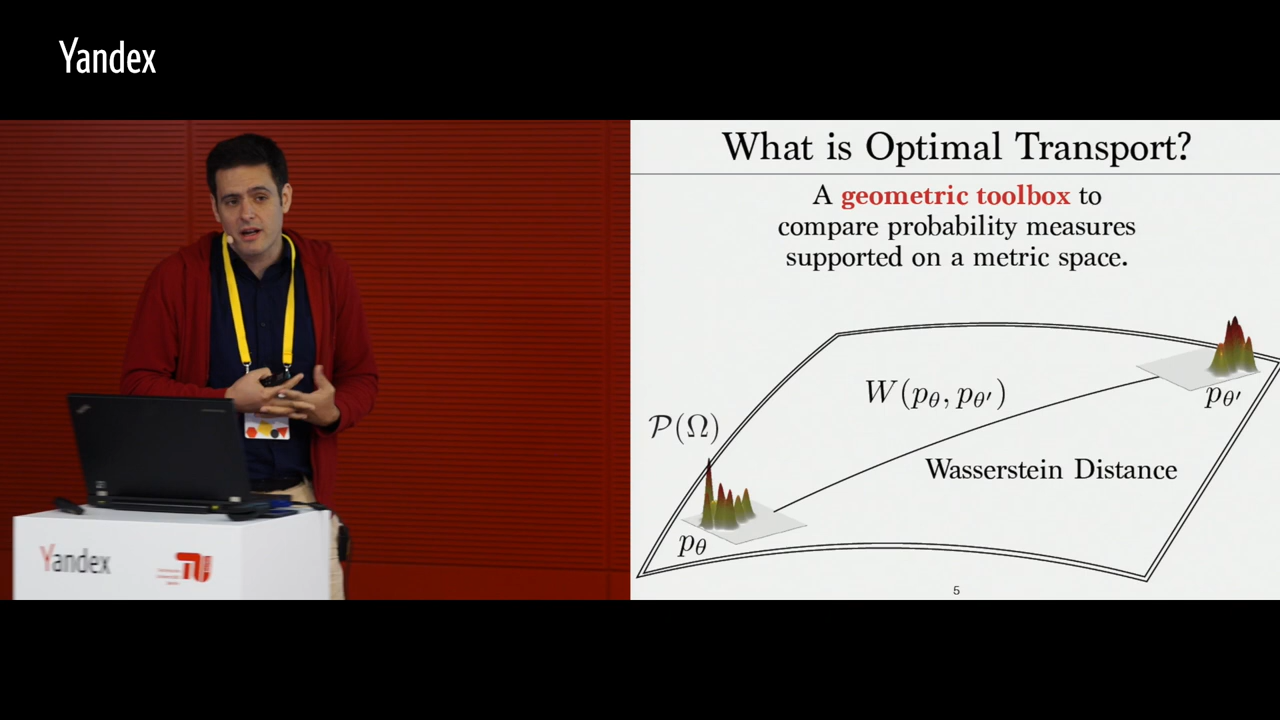 Yandex
What is Optimal Transport?
A geometric toolbox to
compare probability measures
supported on a metric space.
W(pθ, pθ′)
pθ′
P(Ω)
Wasserstein Distance
pθ
5
Yandex